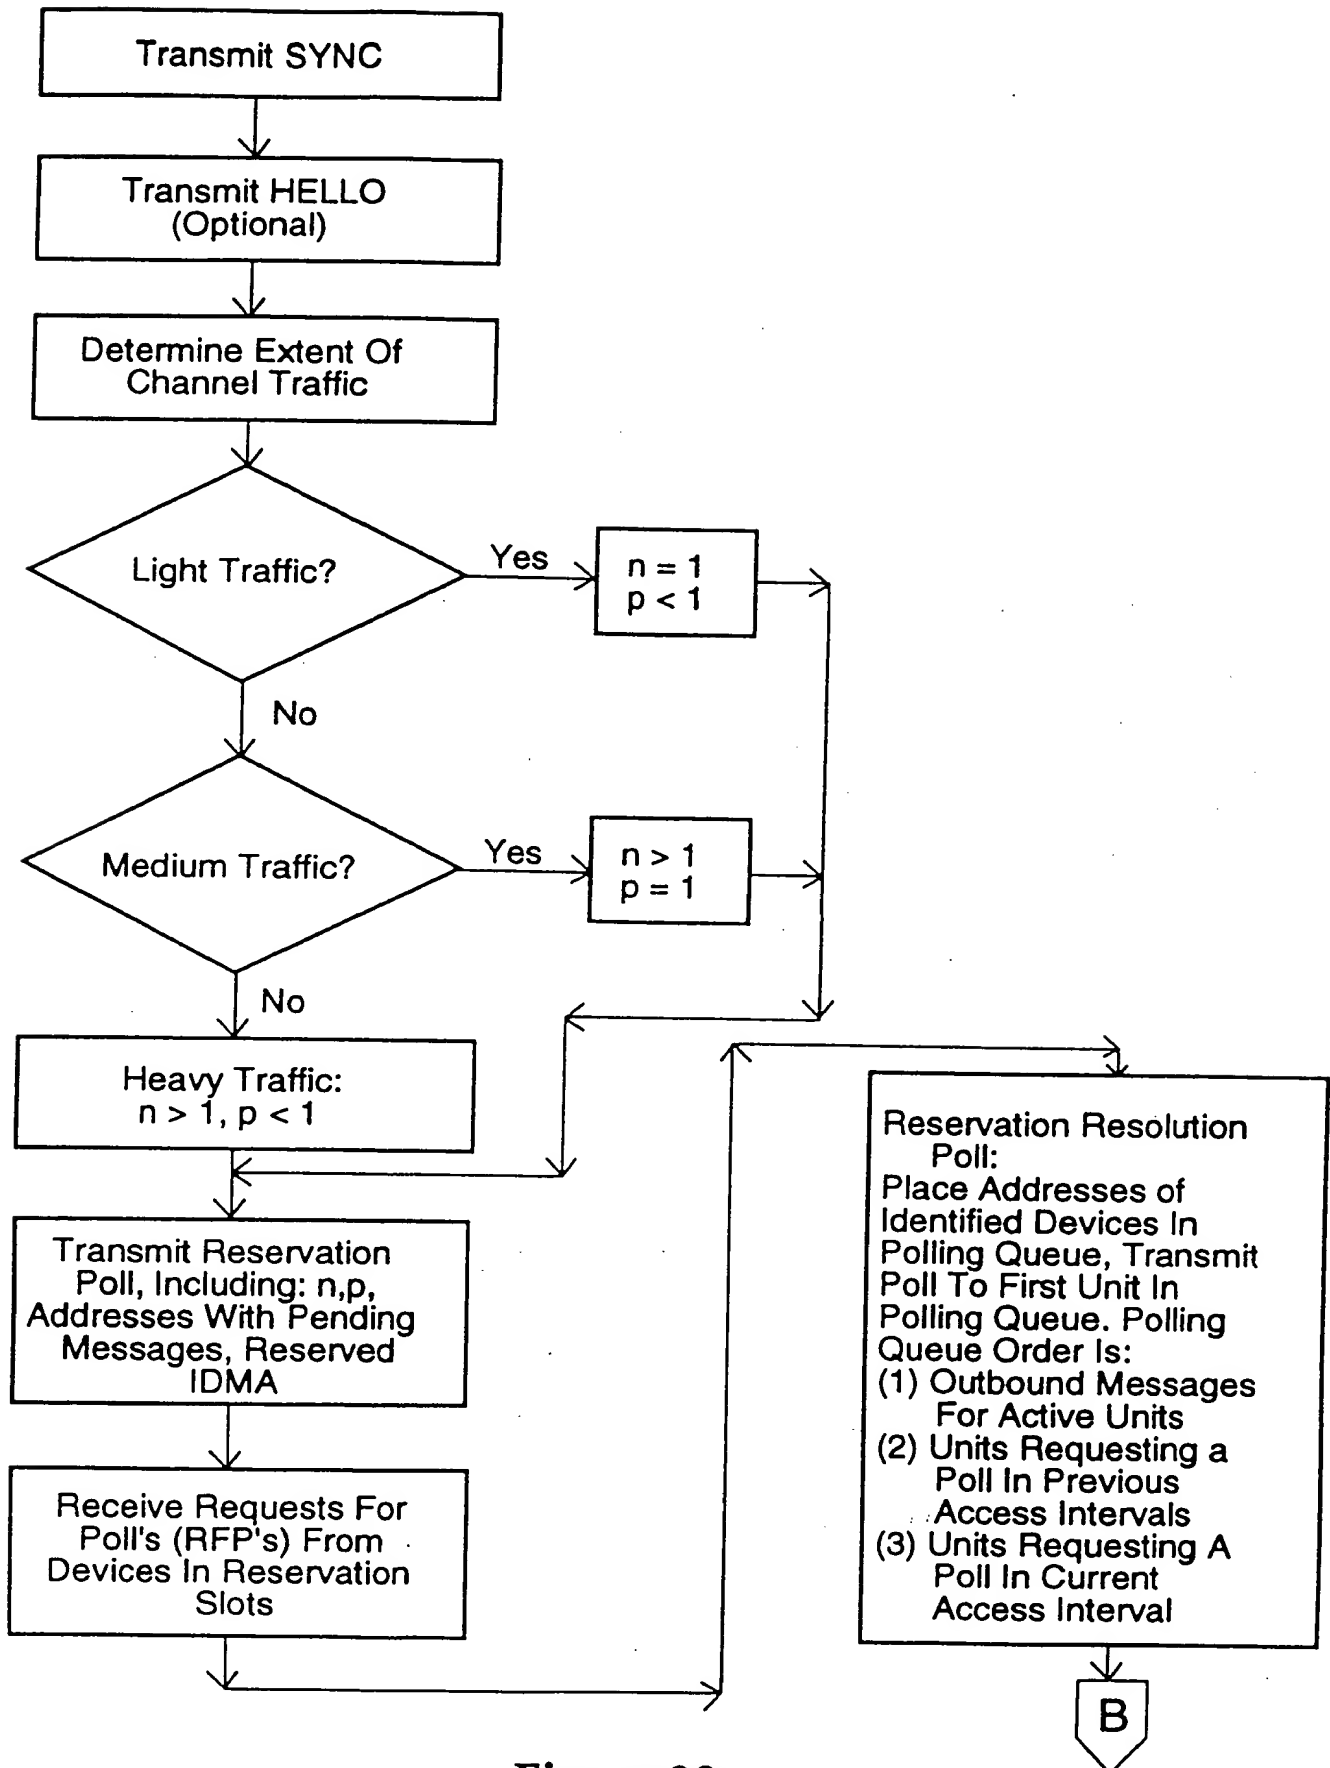 Transmit SYNC
Transmit HELLO
(Optional)
Determine Extent Of
Channel Traffic
Light Traffic?
Yes
n = 1
p < 1
No
Medium Traffic?
Yes
n > 1
p = 1
No
Heavy Traffic:
n > 1, p < 1
Transmit Reservation
Poll, Including: n,p,
Addresses With Pending
Messages, Reserved
IDMA
Receive Requests For
Poll's (RFP's) From
Devices In Reservation
Slots
Reservation Resolution
Poll:
Place Addresses of
Identified Devices In
Polling Queue, Transmit
Poll To First Unit In
Polling Queue. Polling
Queue Order Is:
(1) Outbound Messages
For Active Units
(2) Units Requesting a
Poll In Previous
Access Intervals
(3) Units Requesting A
Poll In Current
Access Interval
B